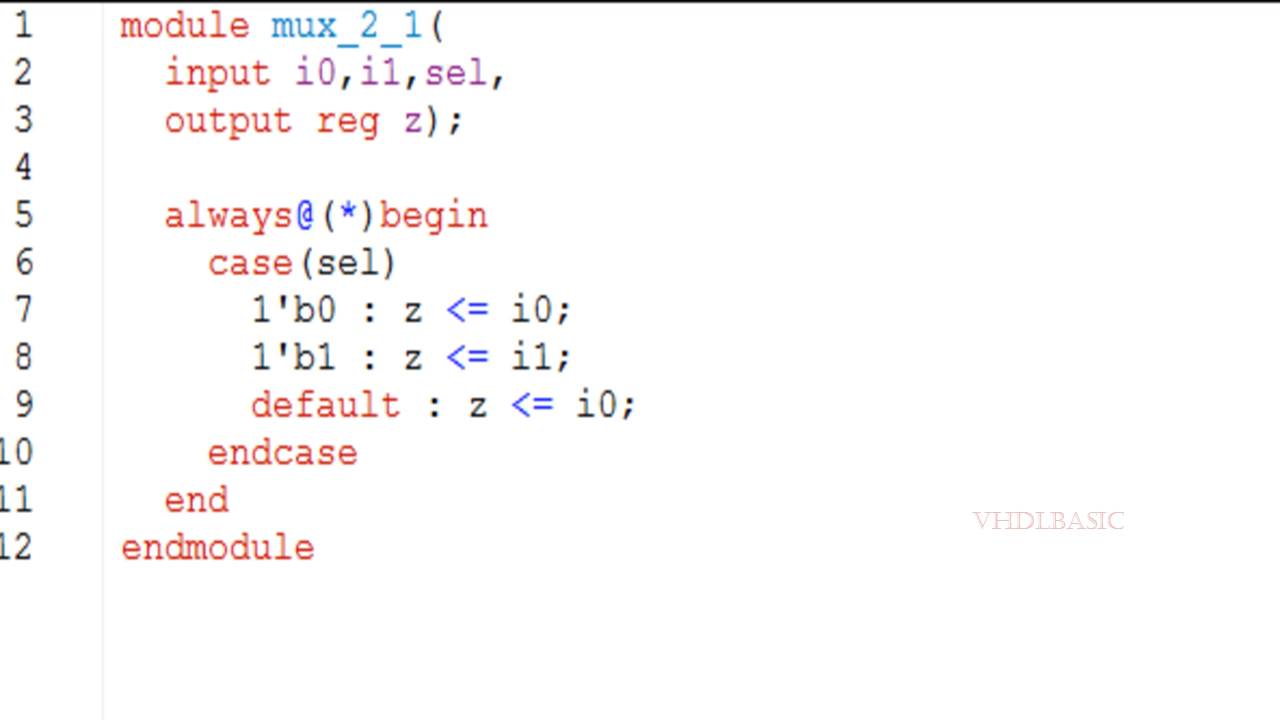 1 module mux_2_1(
2 input i0,i1,sel,
3 output reg z);
4
5 always@(*)begin
6 case(sel)
7 1'b0 : z <= i0;
8 1'b1 : z <= i1;
9 default : z <= i0;
10 endcase
11 end
12 endmodule
VHDLBASIC